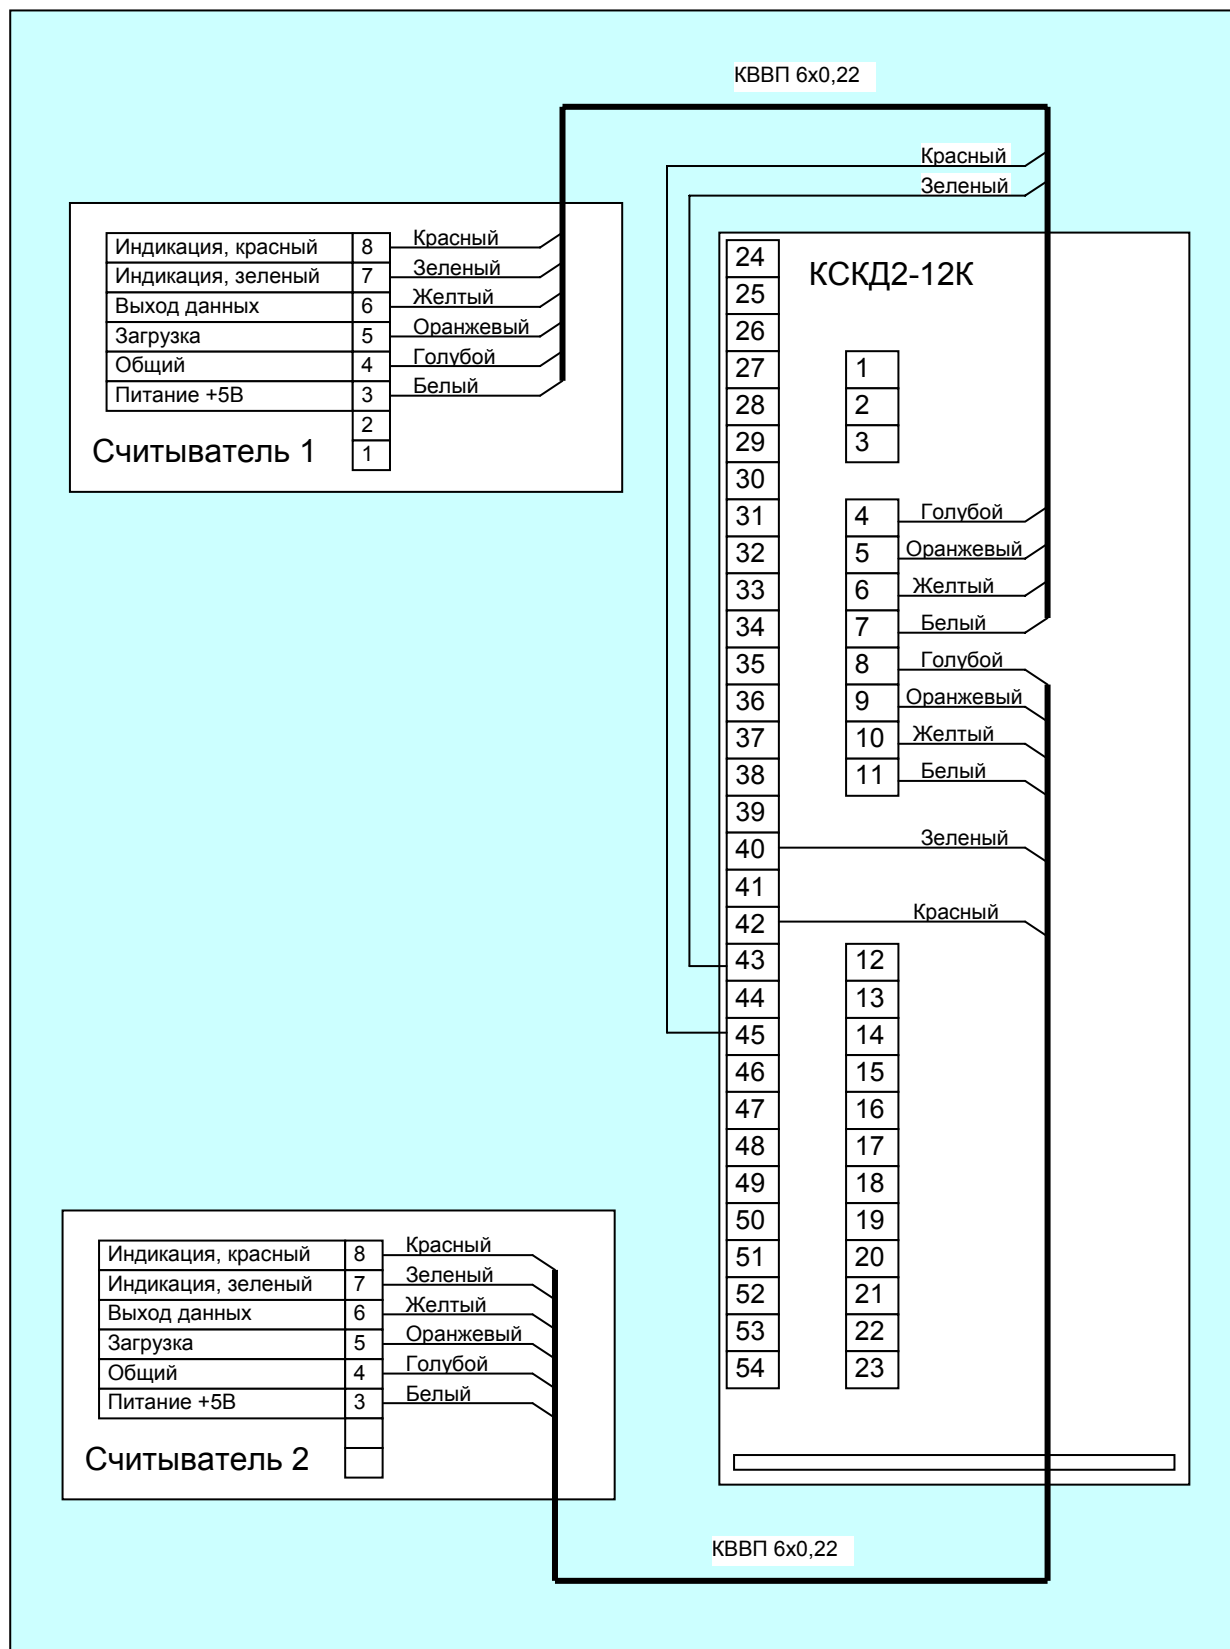 КВВП 6х0,22
Красный
Зеленый
Индикация, красный 8 Красный
Индикация, зеленый 7 Зеленый
Выход данных 6 Желтый
Загрузка 5 Оранжевый
Общий 4 Голубой
Питание +5В 3 Белый
2
1
Считыватель 1
КСКД2-12К
24
25
26
27 1
28 2
29 3
30
31 4 Голубой
32 5 Оранжевый
33 6 Желтый
34 7 Белый
35 8 Голубой
36 9 Оранжевый
37 10 Желтый
38 11 Белый
39
40 Зеленый
41
42 Красный
43 12
44 13
45 14
46 15
47 16
48 17
49 18
50 19
51 20
52 21
53 22
54 23
Индикация, красный 8 Красный
Индикация, зеленый 7 Зеленый
Выход данных 6 Желтый
Загрузка 5 Оранжевый
Общий 4 Голубой
Питание +5В 3 Белый
Считыватель 2
КВВП 6х0,22